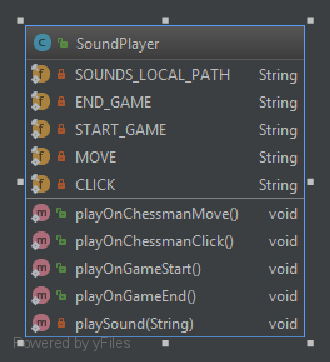 SoundPlayer
SOUNDS_LOCAL_PATH String
END_GAME String
START_GAME String
MOVE String
CLICK String
playOnChessmanMove() void
playOnChessmanClick() void
playOnGameStart() void
playOnGameEnd() void
playSound(String) void
Powered by yFiles